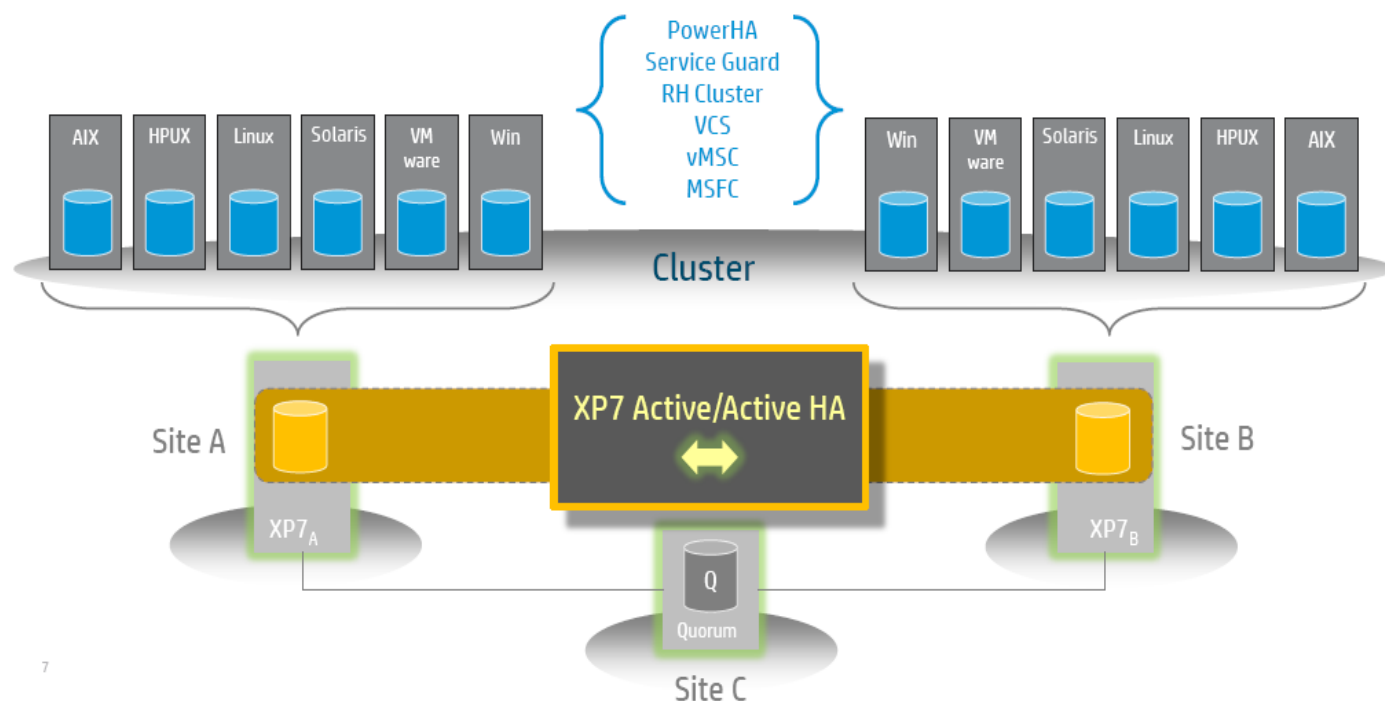 PowerHA
Service Guard
RH Cluster
VCS
vMSC
MSFC
AIX
HPUX
Linux
Solaris
VM
ware
Win
Win
VM
ware
Solaris
Linux
HPUX
AIX
Cluster
XP7 Active/Active HA
Site A
Site B
XP7A
XP7B
Q
Quorum
Site C
7